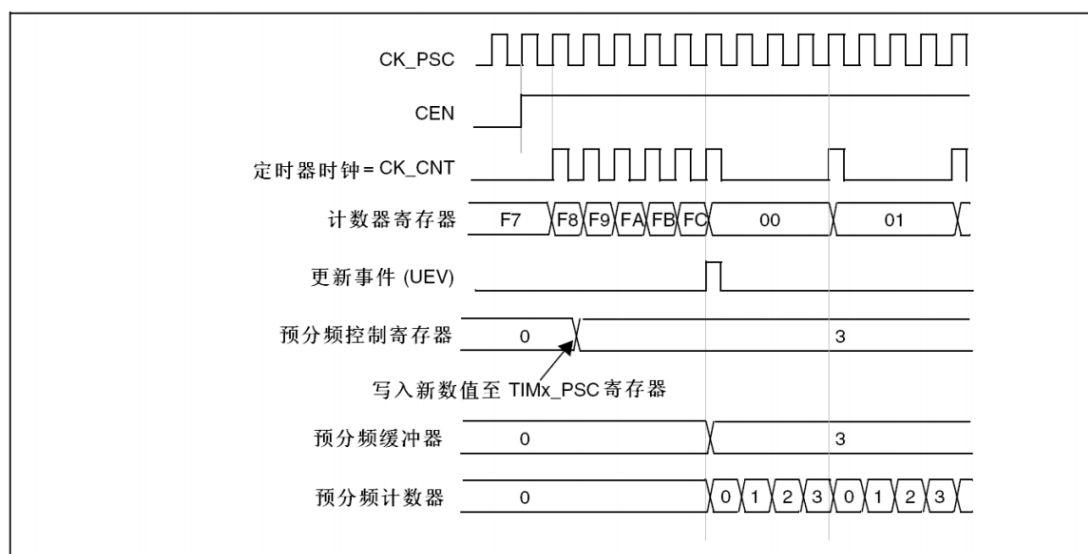 CK_PSC
CEN
定时器时钟= CK_CNT
计数器寄存器 F7 F8 F9 FA FB FC 00 01
更新事件 (UEV)
预分频控制寄存器 0 3
写入新数值至 TIMx_PSC 寄存器
预分频缓冲器 0 3
预分频计数器 0 0 1 2 3 0 1 2 3